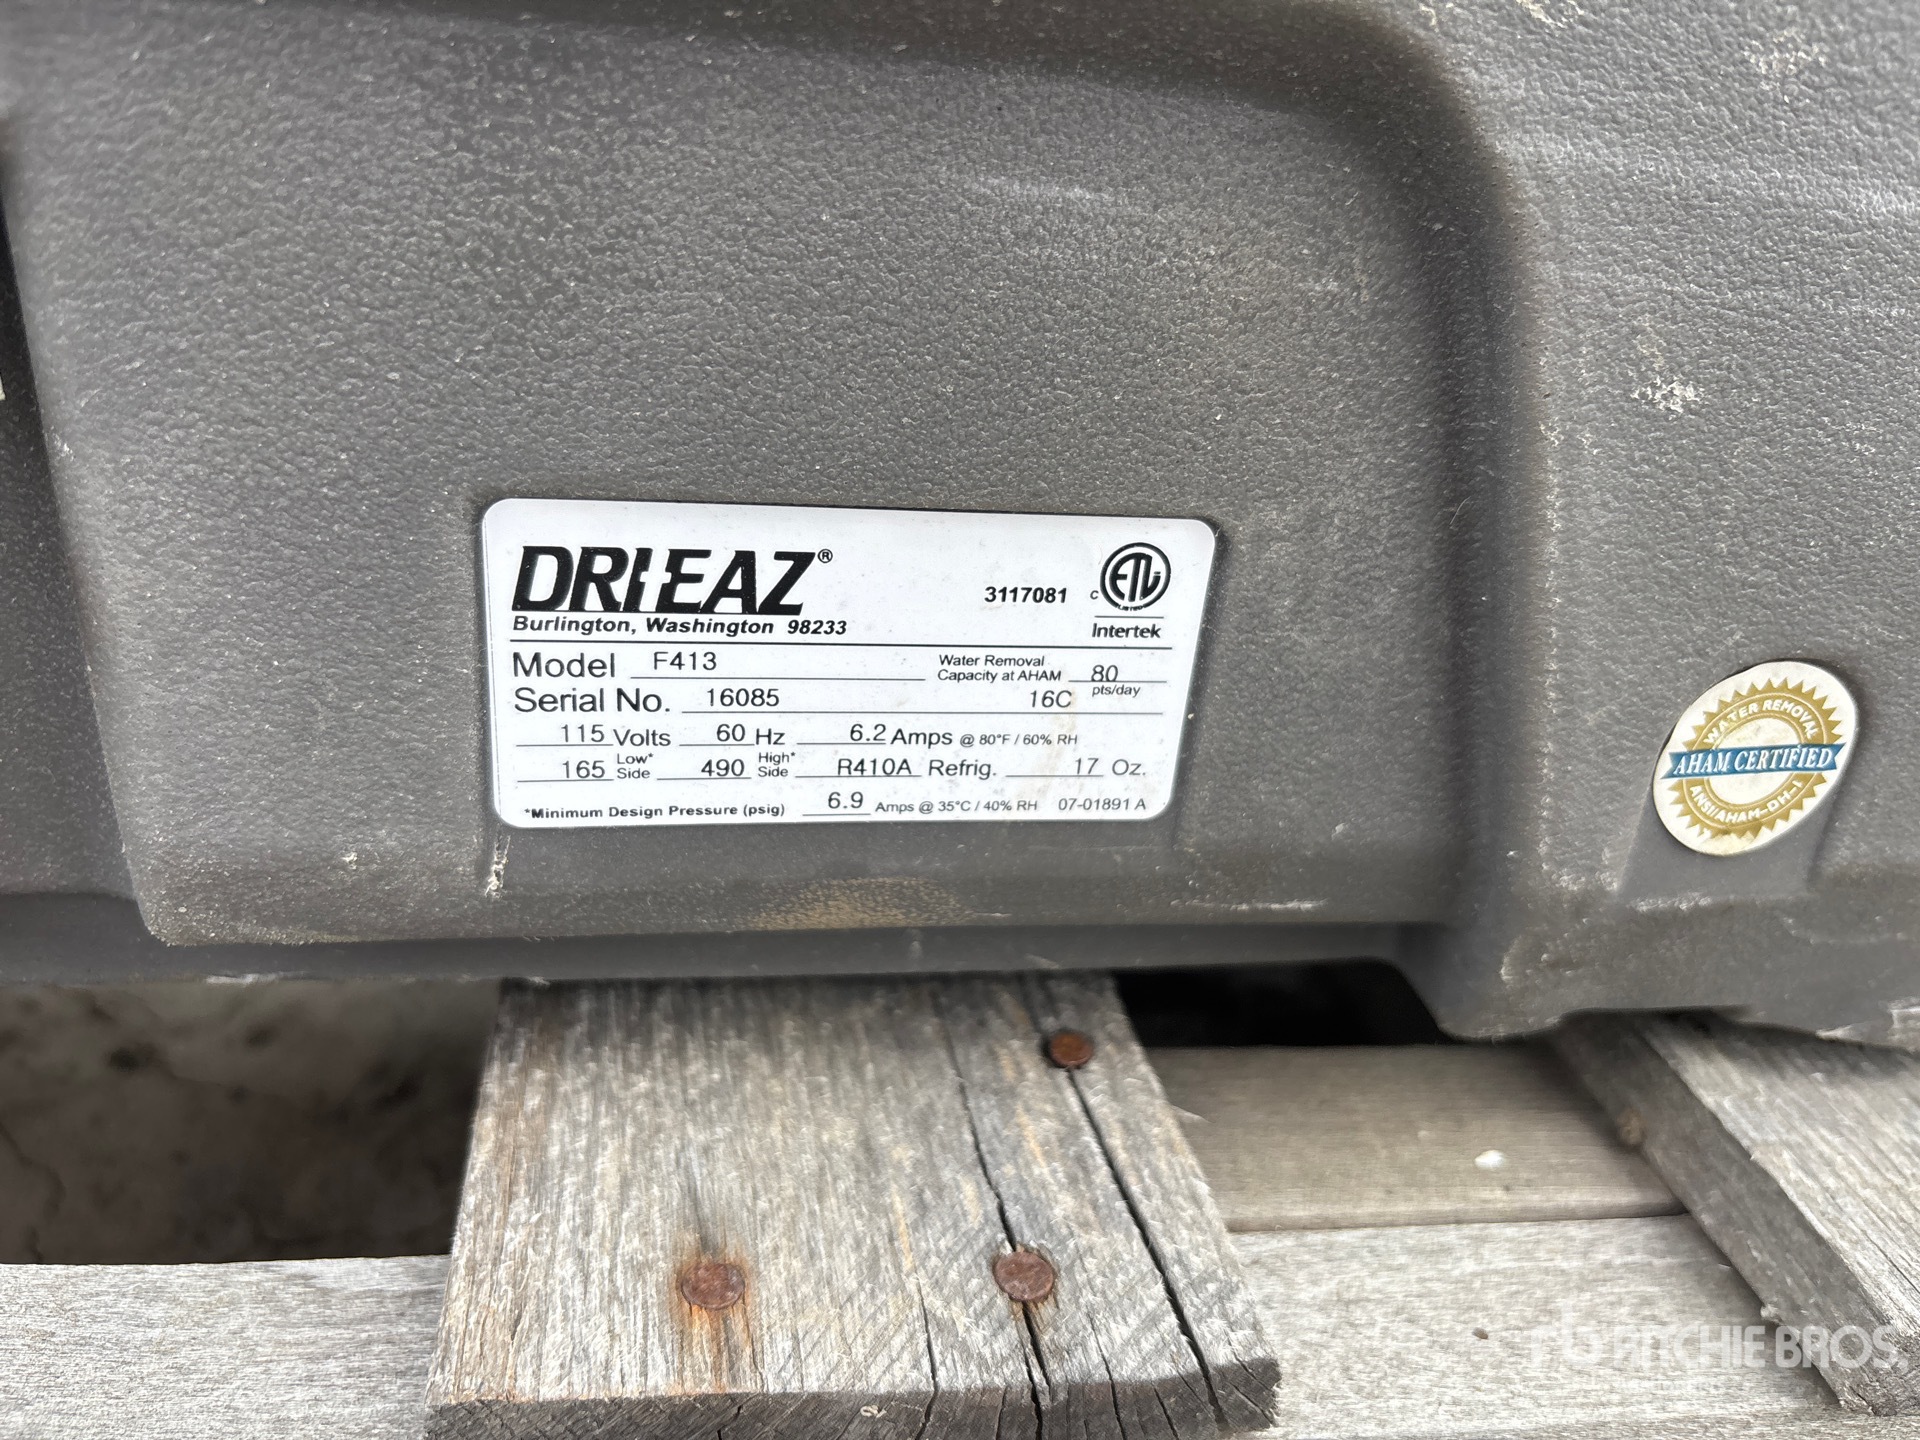 DRI-EAZ®
Burlington, Washington 98233
3117081
C ETL LISTED
Intertek
Model F413
Water Removal
Capacity at AHAM 80 pts/day
Serial No. 16085 16C
115 Volts 60 Hz 6.2 Amps @ 80°F / 60% RH
165 Low* Side 490 High* Side R410A Refrig. 17 Oz.
*Minimum Design Pressure (psig) 6.9 Amps @ 35°C / 40% RH 07-01891 A
WATER REMOVAL
AHAM CERTIFIED
ANSI/AHAM-DH-1
RITCHIE BROS.